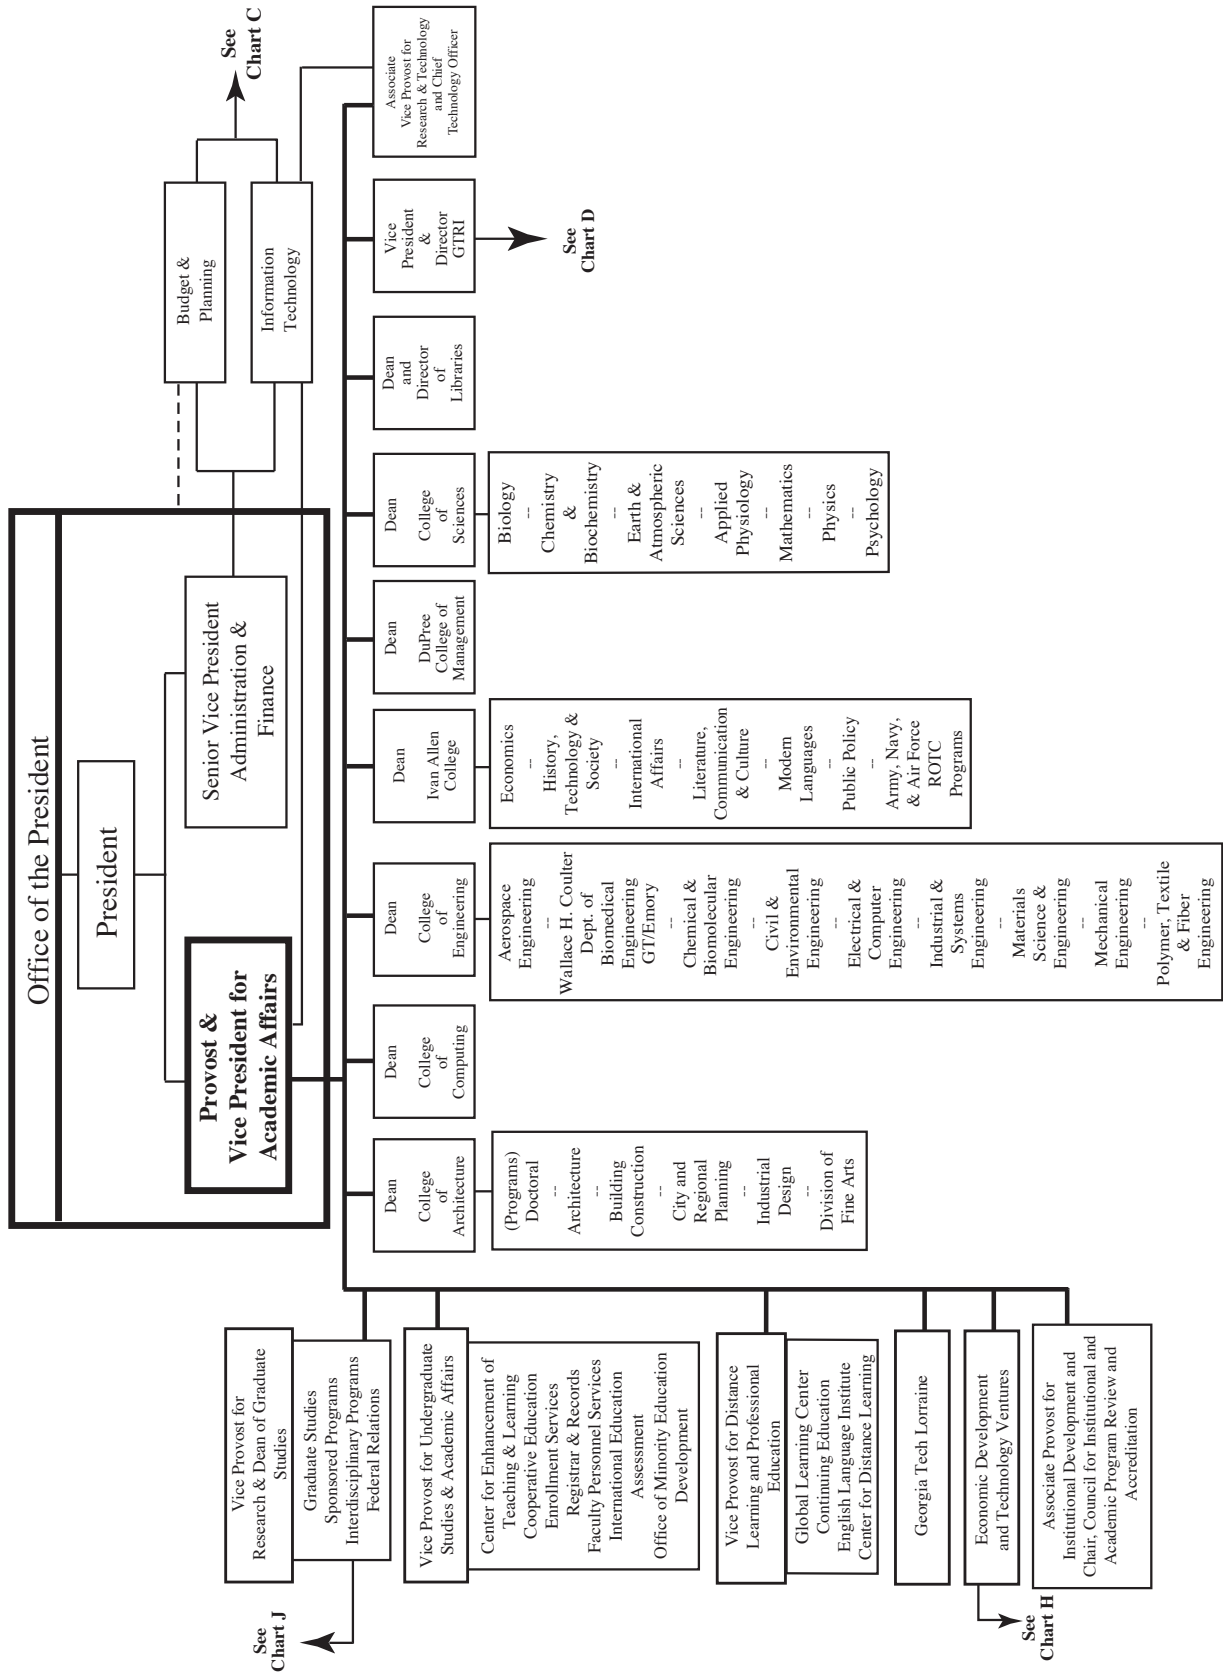 Office of the President
President
Provost &
Vice President for
Academic Affairs
Senior Vice President
Administration &
Finance
Budget &
Planning
Information
Technology
See
Chart C
Vice Provost for
Research & Dean of Graduate
Studies
Graduate Studies
Sponsored Programs
Interdisciplinary Programs
Federal Relations
See
Chart J
Vice Provost for Undergraduate
Studies & Academic Affairs
Center for Enhancement of
Teaching & Learning
Cooperative Education
Enrollment Services
Registrar & Records
Faculty Personnel Services
International Education
Assessment
Office of Minority Education
Development
Vice Provost for Distance
Learning and Professional
Education
Global Learning Center
Continuing Education
English Language Institute
Center for Distance Learning
Georgia Tech Lorraine
Economic Development
and Technology Ventures
See
Chart H
Associate Provost for
Institutional Development and
Chair, Council for Institutional and
Academic Program Review and
Accreditation
Dean
College
of
Architecture
(Programs)
Doctoral
--
Architecture
--
Building
Construction
--
City and
Regional
Planning
--
Industrial
Design
--
Division of
Fine Arts
Dean
College
of
Computing
Dean
College
of
Engineering
Aerospace
Engineering
--
Wallace H. Coulter
Dept. of
Biomedical
Engineering
GT/Emory
--
Chemical &
Biomolecular
Engineering
--
Civil &
Environmental
Engineering
--
Electrical &
Computer
Engineering
--
Industrial &
Systems
Engineering
--
Materials
Science &
Engineering
--
Mechanical
Engineering
--
Polymer, Textile
& Fiber
Engineering
Dean
Ivan Allen
College
Economics
--
History,
Technology &
Society
--
International
Affairs
--
Literature,
Communication
& Culture
--
Modern
Languages
--
Public Policy
--
Army, Navy,
& Air Force
ROTC
Programs
Dean
DuPree
College of
Management
Dean
College
of
Sciences
Biology
--
Chemistry
&
Biochemistry
--
Earth &
Atmospheric
Sciences
--
Applied
Physiology
--
Mathematics
--
Physics
--
Psychology
Dean
and
Director
of
Libraries
Vice
President
&
Director
GTRI
See
Chart D
Associate
Vice Provost for
Research & Technology
and Chief
Technology Officer